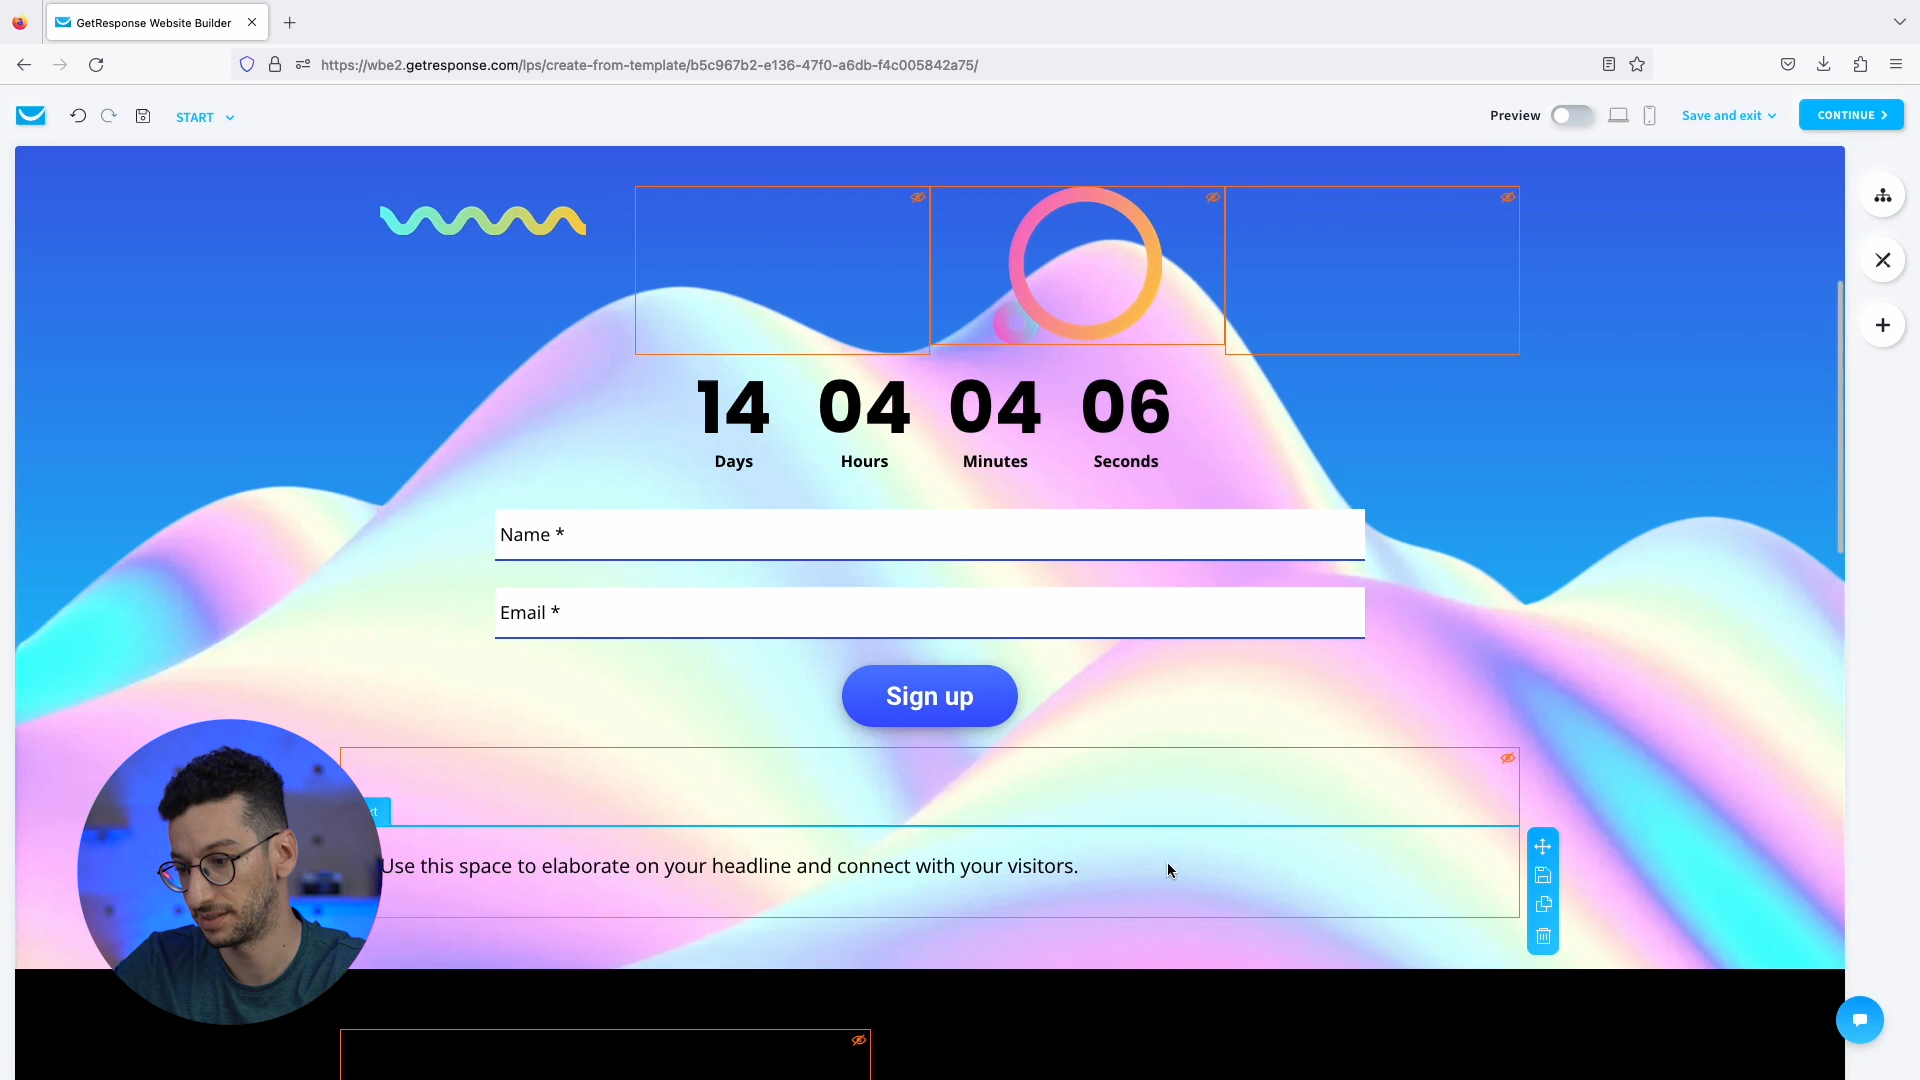 GetResponse Website Builder
https://wbe2.getresponse.com/lps/create-from-template/b5c967b2-e136-47f0-a6db-f4c005842a75/
START
Preview
Save and exit
CONTINUE
14 04 04 06
Days Hours Minutes Seconds
Name *
Email *
Sign up
Use this space to elaborate on your headline and connect with your visitors.